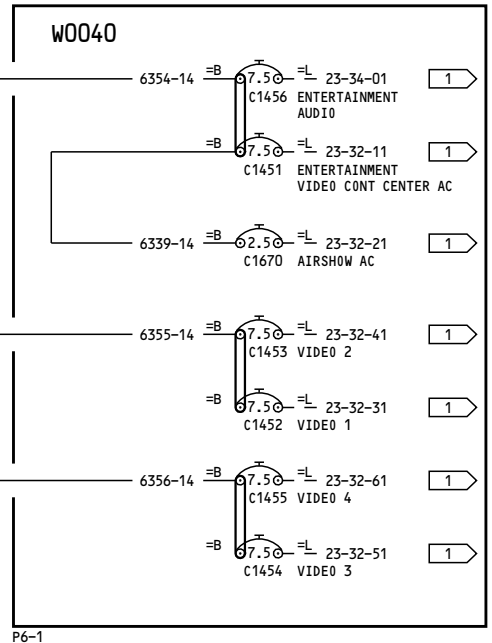 W0040
6354-14 =B 7.5 =L 23-34-01 1
C1456 ENTERTAINMENT
AUDIO
=B 7.5 =L 23-32-11 1
C1451 ENTERTAINMENT
VIDEO CONT CENTER AC
6339-14 =B 2.5 =L 23-32-21 1
C1670 AIRSHOW AC
6355-14 =B 7.5 =L 23-32-41 1
C1453 VIDEO 2
=B 7.5 =L 23-32-31 1
C1452 VIDEO 1
6356-14 =B 7.5 =L 23-32-61 1
C1455 VIDEO 4
=B 7.5 =L 23-32-51 1
C1454 VIDEO 3
P6-1